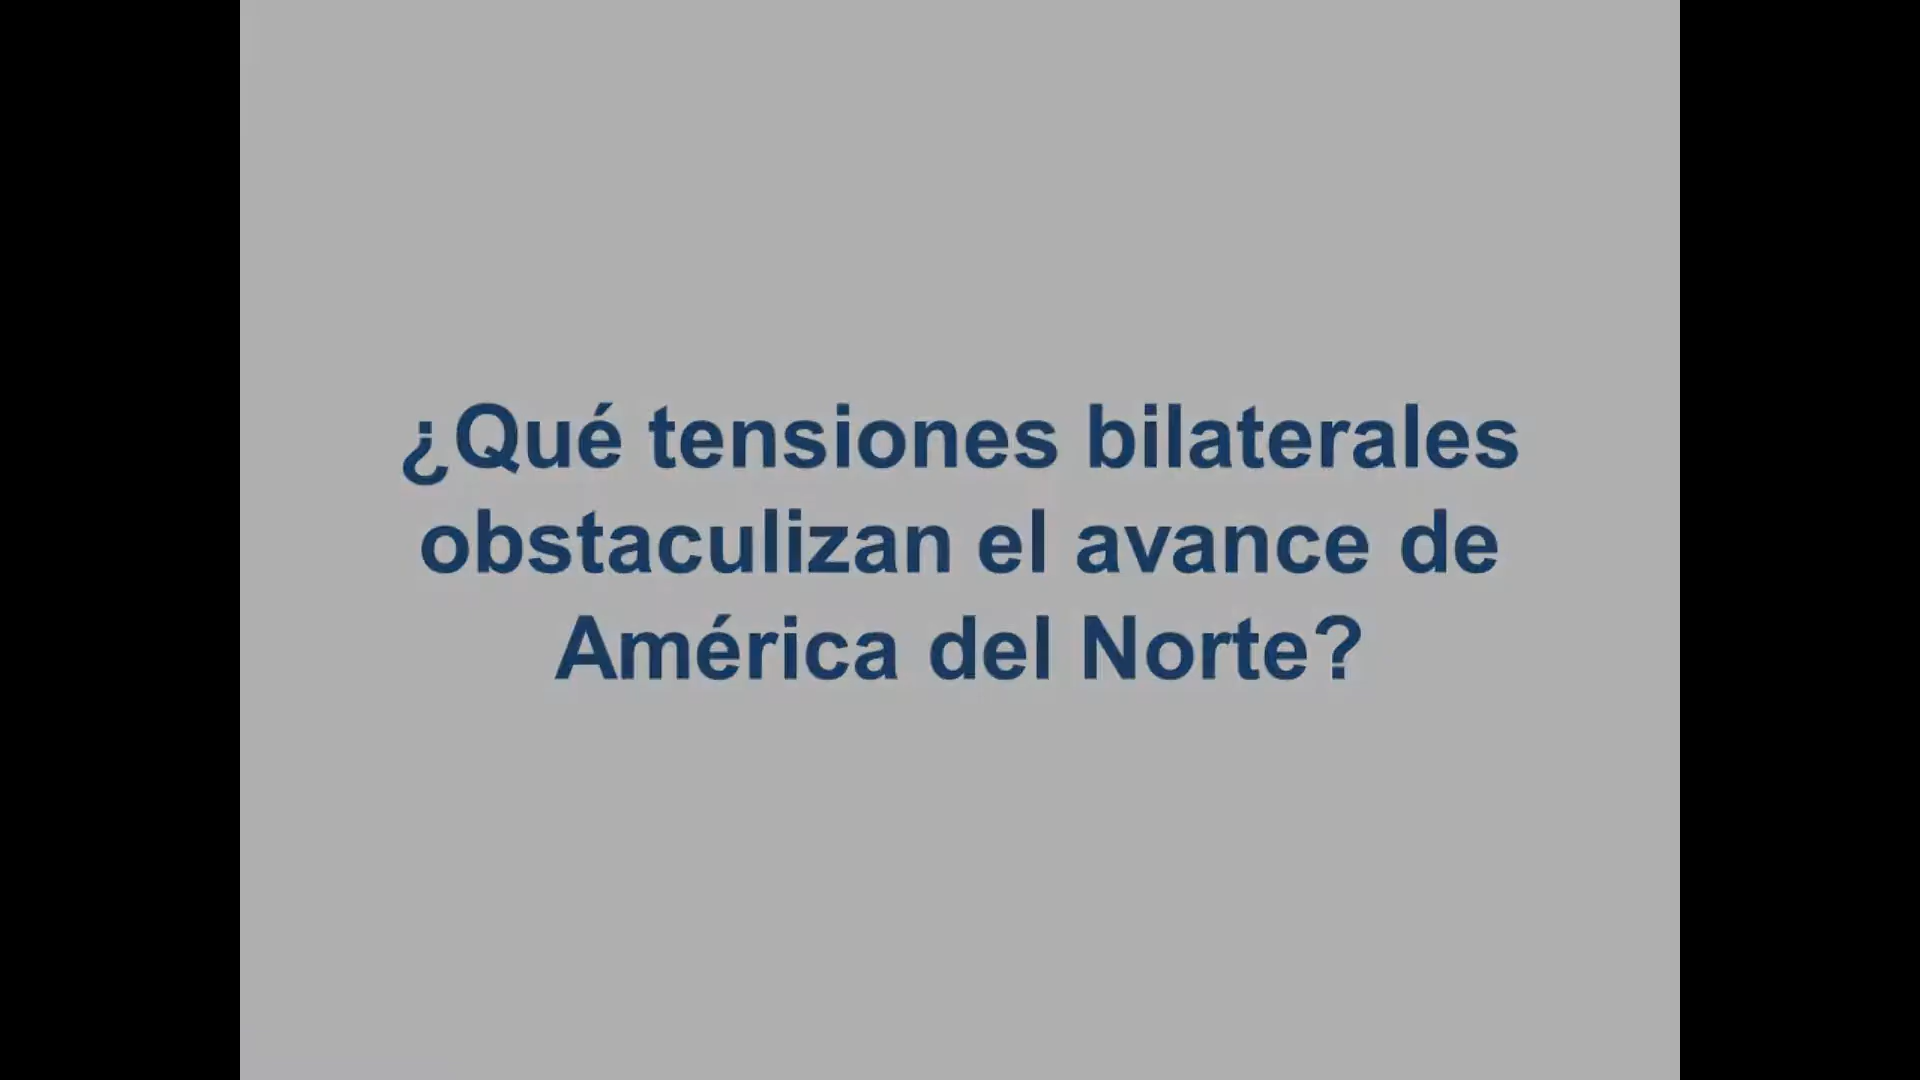 ¿Qué tensiones bilaterales
obstaculizan el avance de
América del Norte?